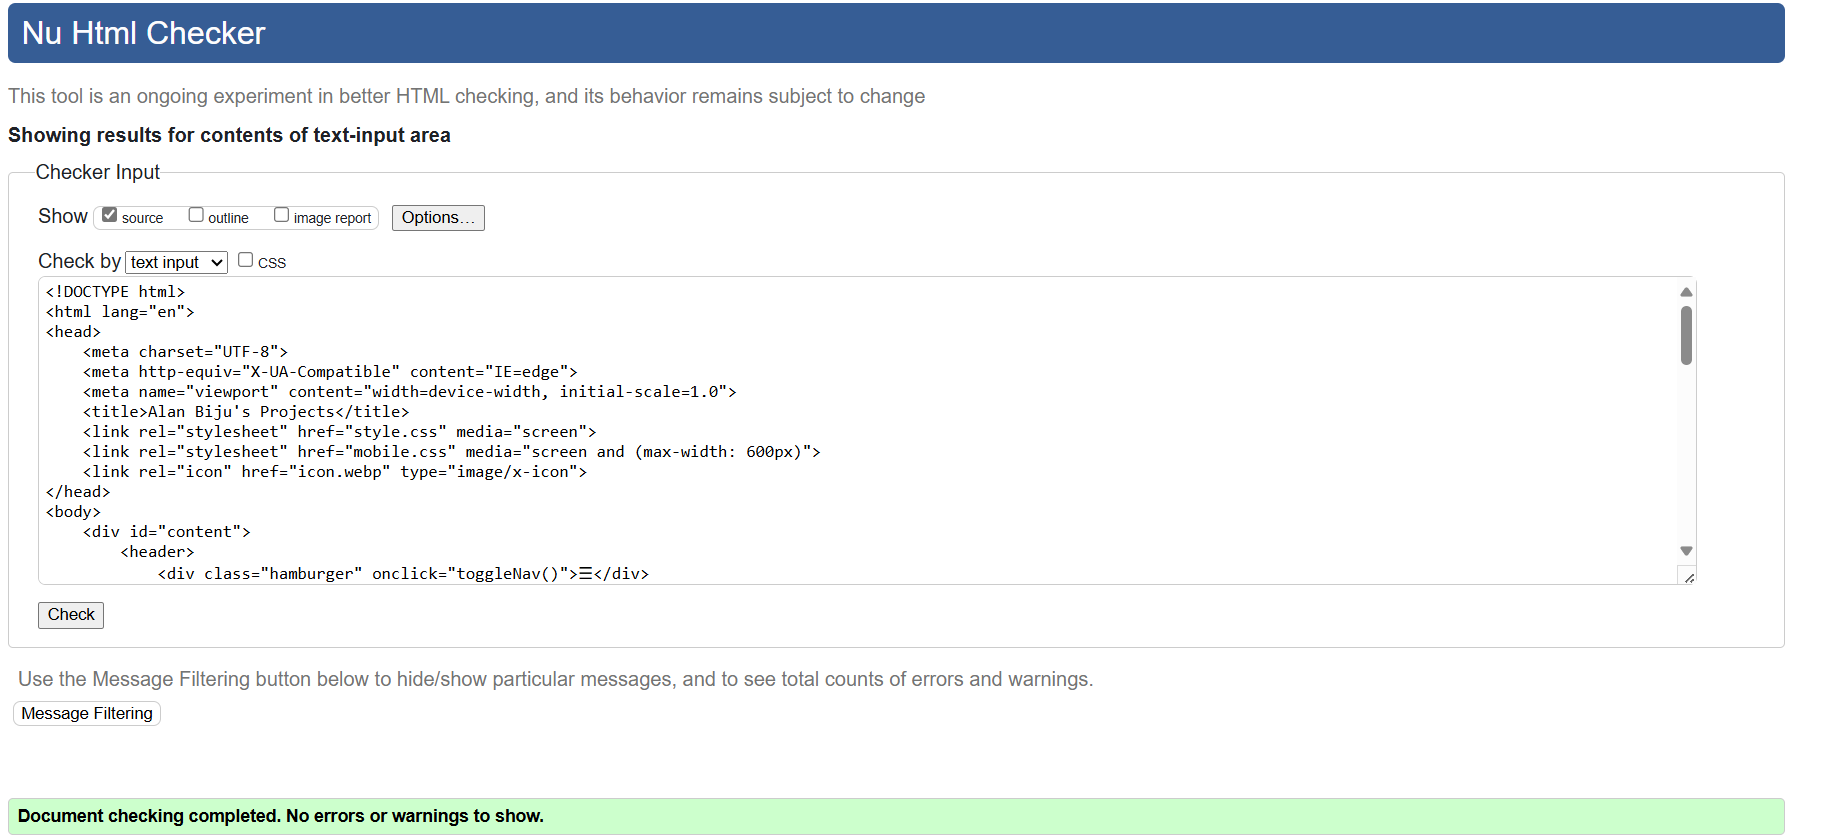 Nu Html Checker
This tool is an ongoing experiment in better HTML checking, and its behavior remains subject to change
Showing results for contents of text-input area
Checker Input
Show source outline image report Options...
Check by text input CSS
<!DOCTYPE html>
<html lang="en">
<head>
    <meta charset="UTF-8">
    <meta http-equiv="X-UA-Compatible" content="IE=edge">
    <meta name="viewport" content="width=device-width, initial-scale=1.0">
    <title>Alan Biju's Projects</title>
    <link rel="stylesheet" href="style.css" media="screen">
    <link rel="stylesheet" href="mobile.css" media="screen and (max-width: 600px)">
    <link rel="icon" href="icon.webp" type="image/x-icon">
</head>
<body>
    <div id="content">
        <header>
            <div class="hamburger" onclick="toggleNav()">☰</div>
Check
Use the Message Filtering button below to hide/show particular messages, and to see total counts of errors and warnings.
Message Filtering
Document checking completed. No errors or warnings to show.